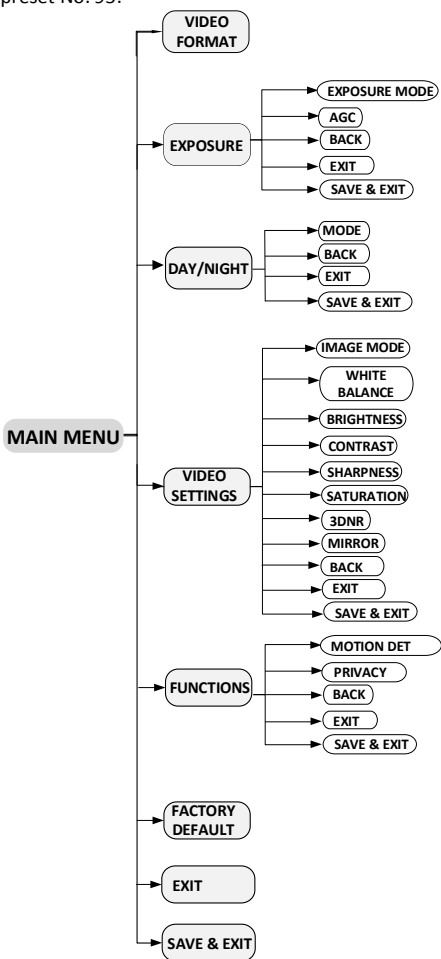 preset No. 95.
VIDEO
FORMAT
EXPOSURE
EXPOSURE MODE
AGC
BACK
EXIT
SAVE & EXIT
DAY/NIGHT
MODE
BACK
EXIT
SAVE & EXIT
MAIN MENU
VIDEO
SETTINGS
IMAGE MODE
WHITE
BALANCE
BRIGHTNESS
CONTRAST
SHARPNESS
SATURATION
3DNR
MIRROR
BACK
EXIT
SAVE & EXIT
FUNCTIONS
MOTION DET
PRIVACY
BACK
EXIT
SAVE & EXIT
FACTORY
DEFAULT
EXIT
SAVE & EXIT